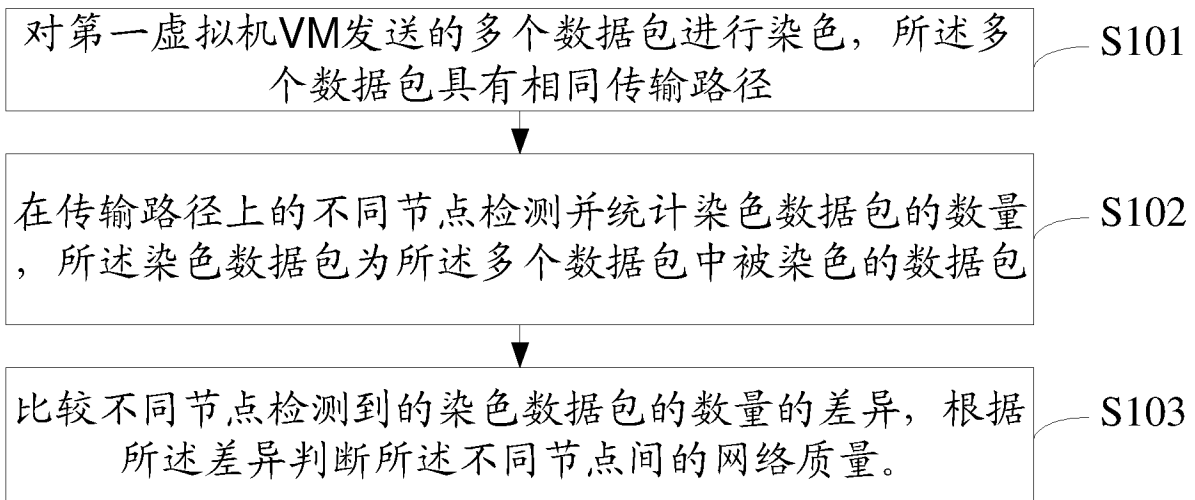 对第一虚拟机VM发送的多个数据包进行染色，所述多
个数据包具有相同传输路径
S101
在传输路径上的不同节点检测并统计染色数据包的数量
，所述染色数据包为所述多个数据包中被染色的数据包
S102
比较不同节点检测到的染色数据包的数量的差异，根据
所述差异判断所述不同节点间的网络质量。
S103